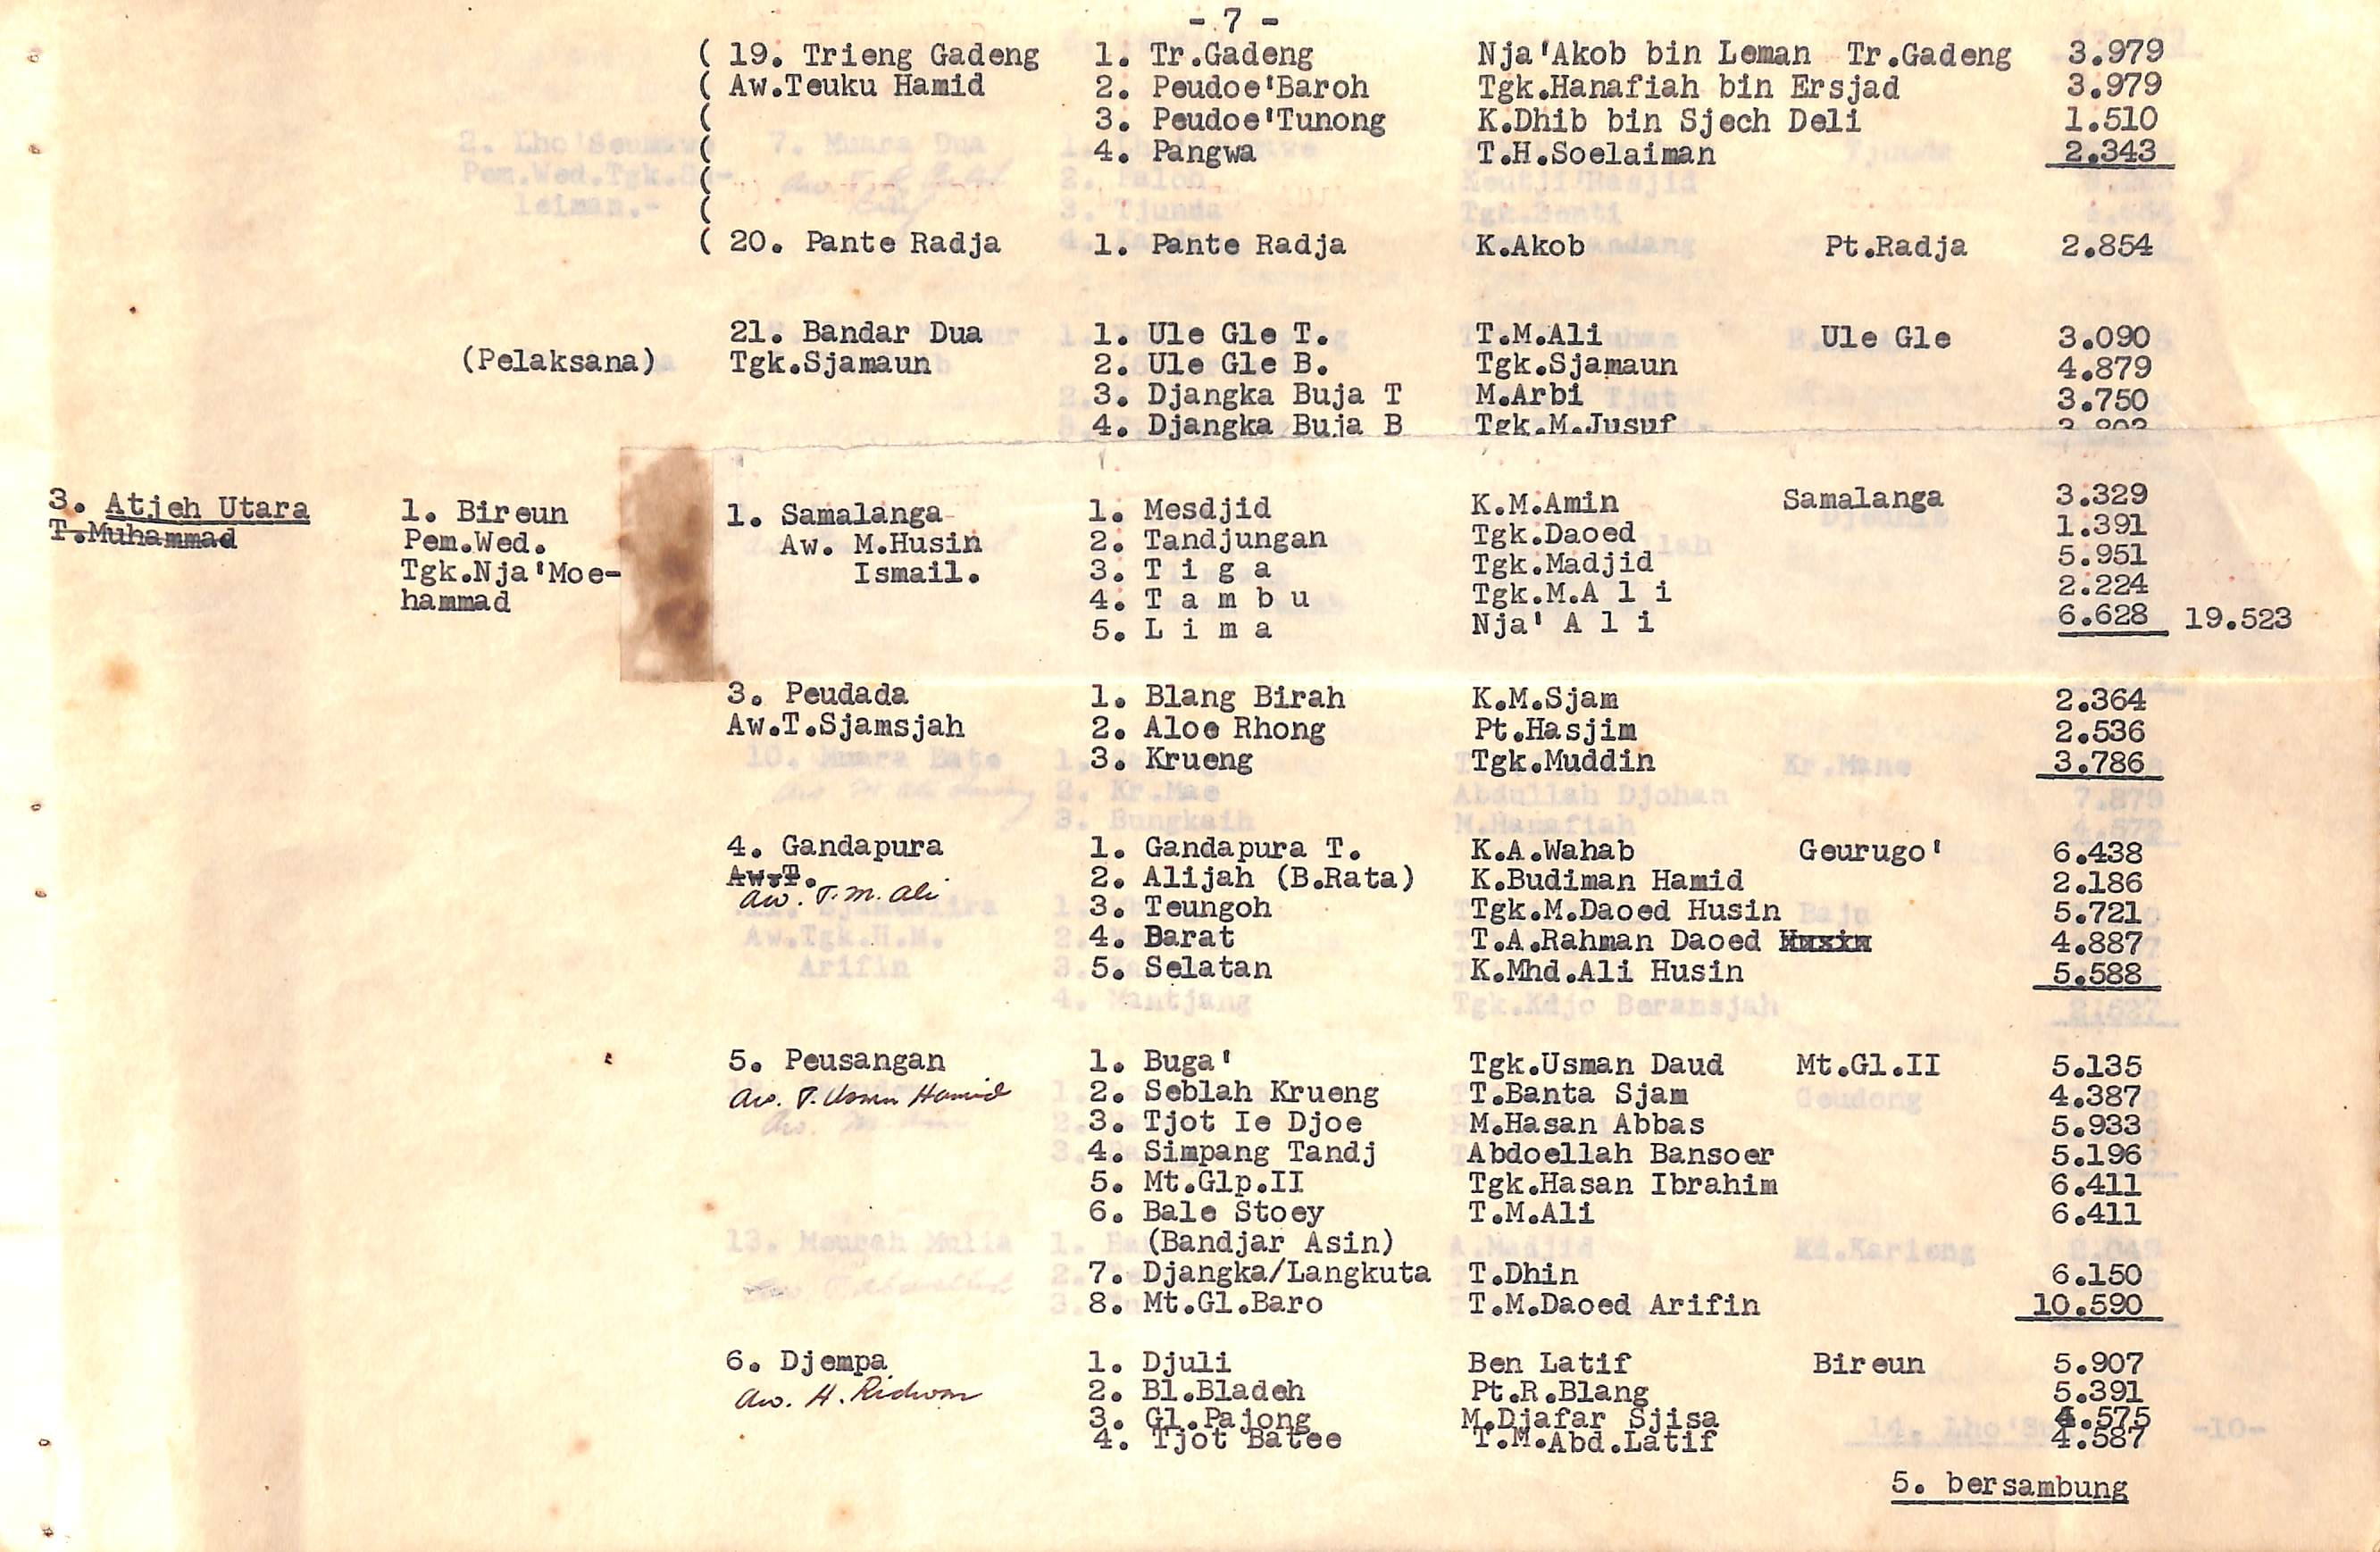 - 7 -
( 19. Trieng Gadeng 1. Tr.Gadeng Nja'Akob bin Leman Tr.Gadeng 3.979
( Aw.Teuku Hamid 2. Peudoe'Baroh Tgk.Hanafiah bin Ersjad 3.979
( 3. Peudoe'Tunong K.Dhib bin Sjech Deli 1.510
( 4. Pangwa T.H.Soelaiman 2.343
(
(
( 20. Pante Radja 1. Pante Radja K.Akob Pt.Radja 2.854
21. Bandar Dua 1. Ule Gle T. T.M.Ali Ule Gle 3.090
(Pelaksana) Tgk.Sjamaun 2. Ule Gle B. Tgk.Sjamaun 4.879
3. Djangka Buja T M.Arbi 3.750
4. Djangka Buja B Tgk.M.Jusuf
3. Atjeh Utara 1. Bireun 1. Samalanga 1. Mesdjid K.M.Amin Samalanga 3.329
T.Muhammad Pem.Wed. Aw. M.Husin 2. Tandjungan Tgk.Daoed 1.391
Tgk.Nja'Moe- Ismail. 3. T i g a Tgk.Madjid 5.951
hammad 4. T a m b u Tgk.M.A l i 2.224
5. L i m a Nja' A l i 6.628 19.523
3. Peudada 1. Blang Birah K.M.Sjam 2.364
Aw.T.Sjamsjah 2. Aloe Rhong Pt.Hasjim 2.536
3. Krueng Tgk.Muddin 3.786
4. Gandapura 1. Gandapura T. K.A.Wahab Geurugo' 6.438
Aw.T. 2. Alijah (B.Rata) K.Budiman Hamid 2.186
aw. T.M. Ali 3. Teungoh Tgk.M.Daoed Husin 5.721
4. Barat T.A.Rahman Daoed Husin 4.887
5. Selatan K.Mhd.Ali Husin 5.588
5. Peusangan 1. Buga' Tgk.Usman Daud Mt.Gl.II 5.135
aw. T. Usman Hamid 2. Seblah Krueng T.Banta Sjam 4.387
3. Tjot Ie Djoe M.Hasan Abbas 5.933
4. Simpang Tandj Abdoellah Bansoer 5.196
5. Mt.Glp.II Tgk.Hasan Ibrahim 6.411
6. Bale Stoey T.M.Ali 6.411
(Bandjar Asin)
7. Djangka/Langkuta T.Dhin 6.150
8. Mt.Gl.Baro T.M.Daoed Arifin 10.590
6. Djempa 1. Djuli Ben Latif Bireun 5.907
aw. H. Ridwan 2. Bl.Bladeh Pt.R.Blang 5.391
3. Gl.Pajong M.Djafar Sjisa 4.575
4. Tjot Batee T.M.Abd.Latif 4.587
5. bersambung